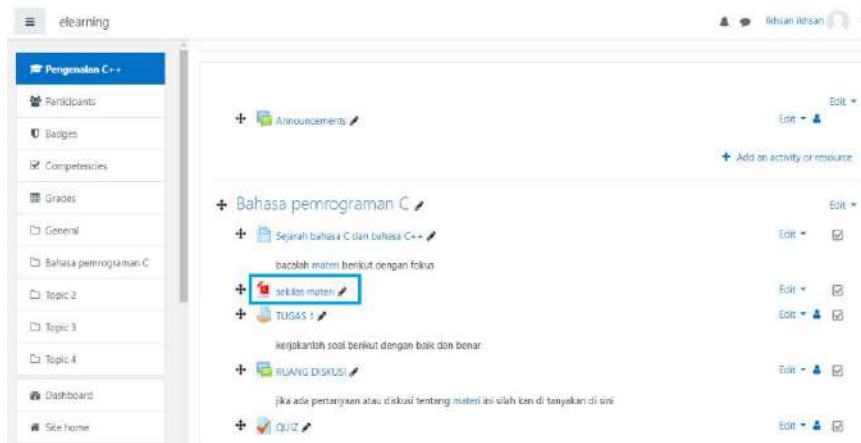 elearning
Ikhsan ikhsan
Pengenalan C++
Participants
Badges
Competencies
Grades
General
Bahasa pemrograman C
Topic 2
Topic 3
Topic 4
Dashboard
Site home
Edit
Announcements
Edit
Add an activity or resource
Bahasa pemrograman C
Edit
Sejarah bahasa C dan bahasa C++
Edit
bacalah materi berikut dengan fokus
sekilas materi
Edit
TUGAS 1
Edit
kerjakanlah soal berikut dengan baik dan benar
RUANG DISKUSI
Edit
jika ada pertanyaan atau diskusi tentang materi ini silah kan di tanyakan di sini
QUIZ
Edit